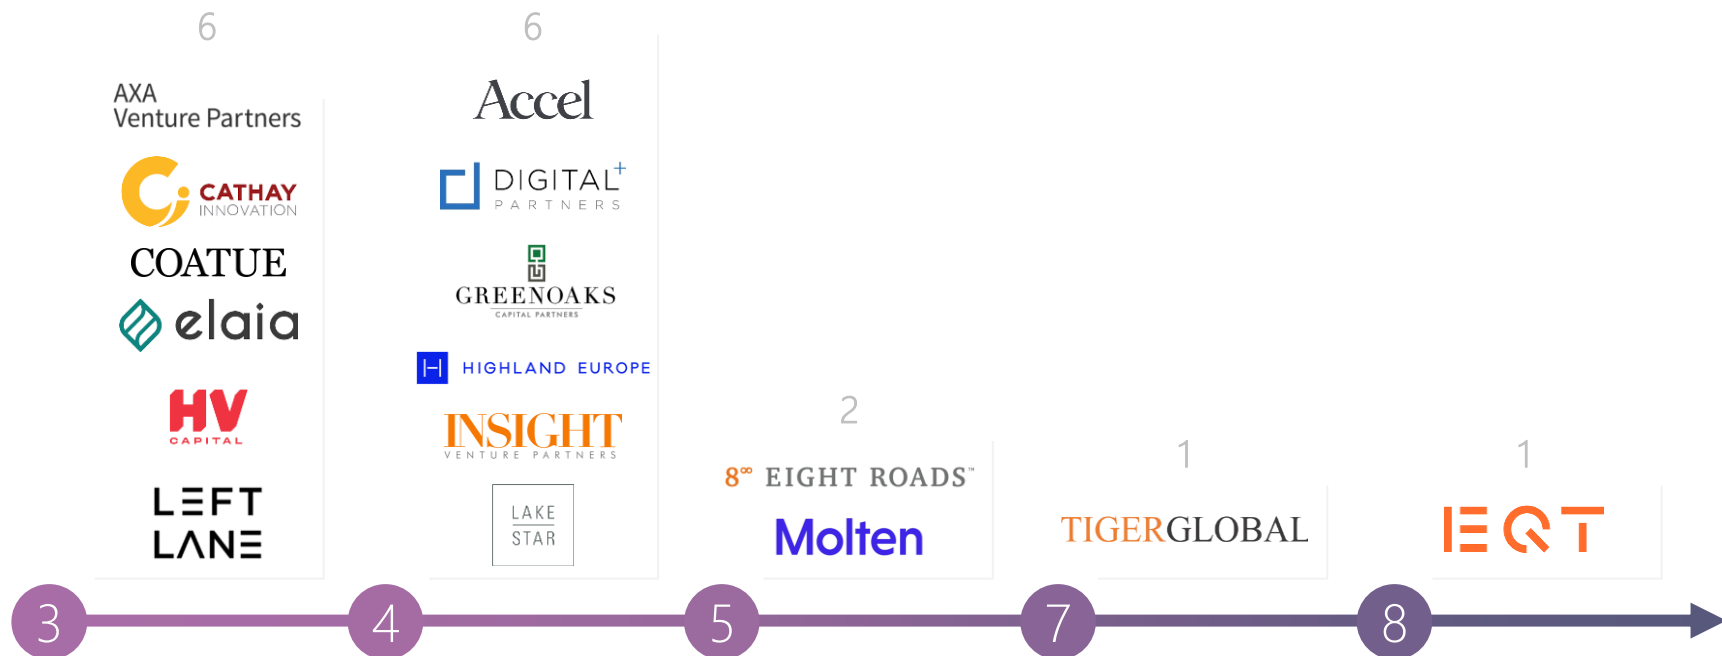 6
AXA
Venture Partners
CATHAY
INNOVATION
COATUE
elaia
HV
CAPITAL
LEFT
LANE
6
Accel
DIGITAL+
PARTNERS
GREENOAKS
CAPITAL PARTNERS
H HIGHLAND EUROPE
INSIGHT
VENTURE PARTNERS
LAKE
STAR
2
8∞ EIGHT ROADS™
Molten
1
TIGERGLOBAL
1
EQT
3 4 5 7 8